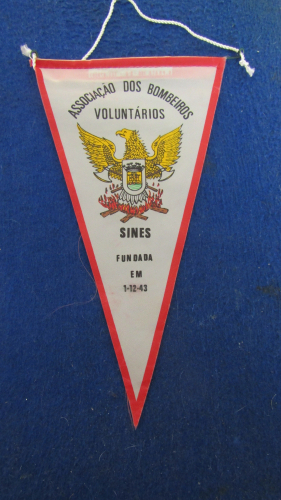 ASSOCIAÇÃO DOS BOMBEIROS
VOLUNTÁRIOS
SINES
FUNDADA
EM
1-12-43